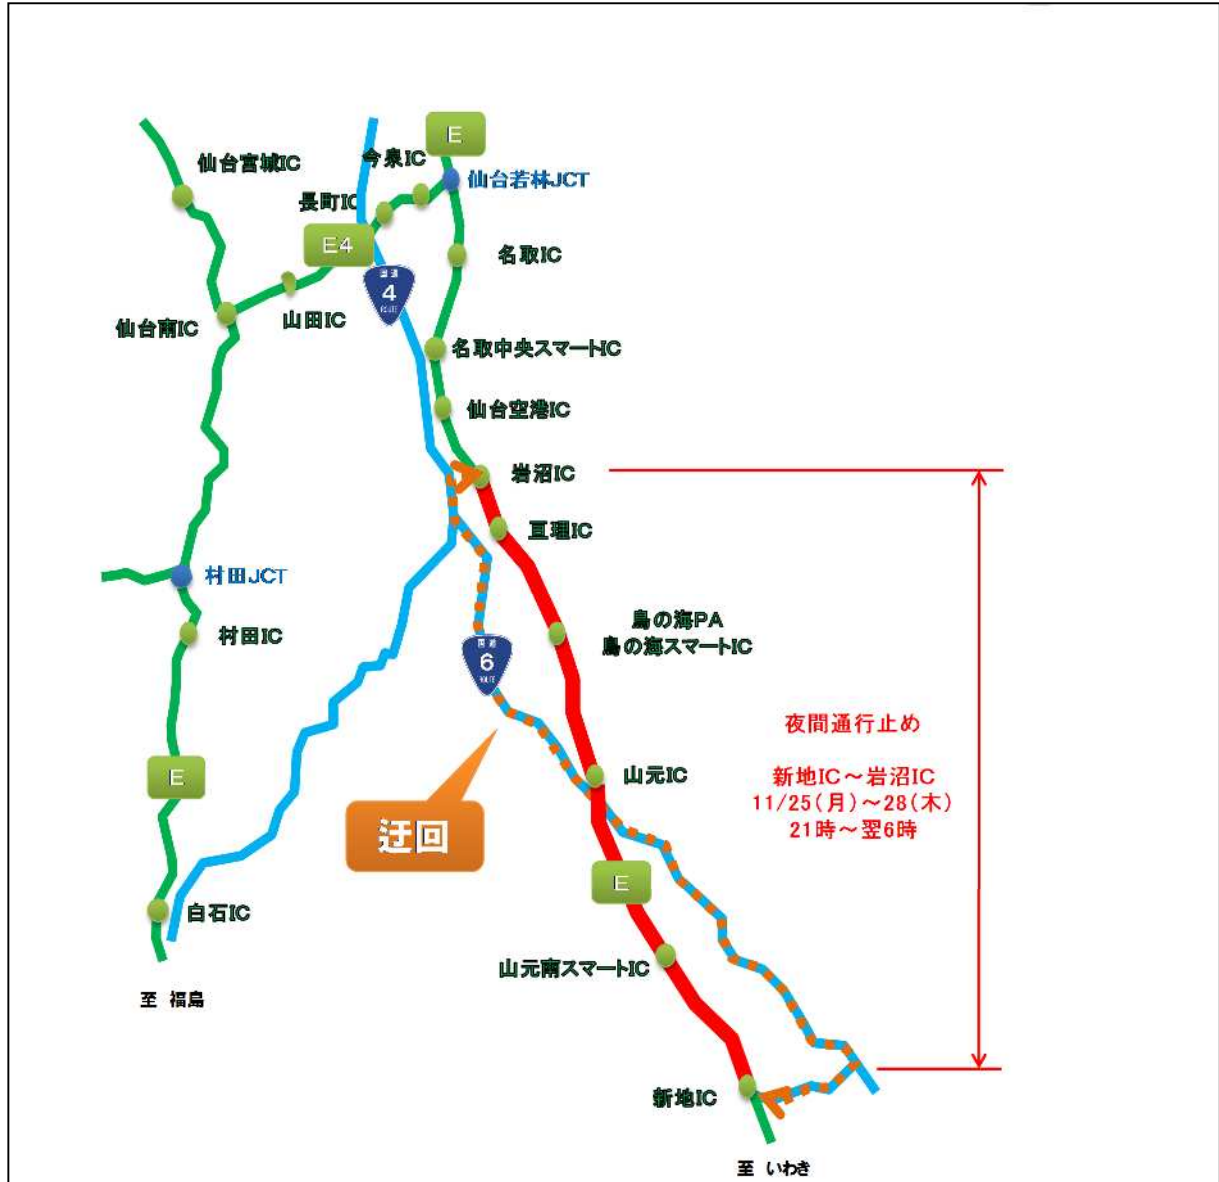 E
今泉IC
仙台宮城IC
仙台若林JCT
長町IC
E4
名取IC
国道
4
ROUTE
山田IC
仙台南IC
名取中央スマートIC
仙台空港IC
岩沼IC
亘理IC
村田JCT
鳥の海PA
鳥の海スマートIC
村田IC
国道
6
ROUTE
夜間通行止め
新地IC～岩沼IC
11/25(月)～28(木)
21時～翌6時
山元IC
E
迂回
E
白石IC
山元南スマートIC
至 福島
新地IC
至 いわき